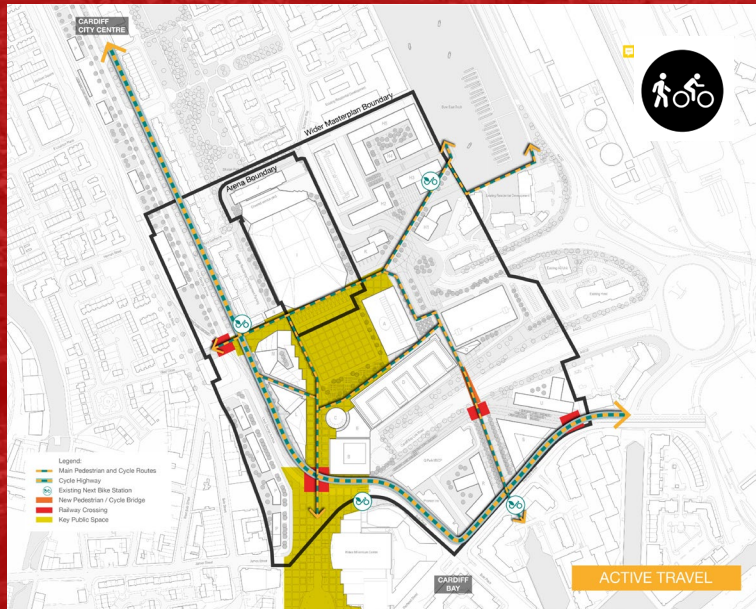 CARDIFF
CITY CENTRE
Wider Masterplan Boundary
Arena Boundary
Legend:
Main Pedestrian and Cycle Routes
Cycle Highway
Existing Next Bike Station
New Pedestrian / Cycle Bridge
Railway Crossing
Key Public Space
CARDIFF
BAY
ACTIVE TRAVEL